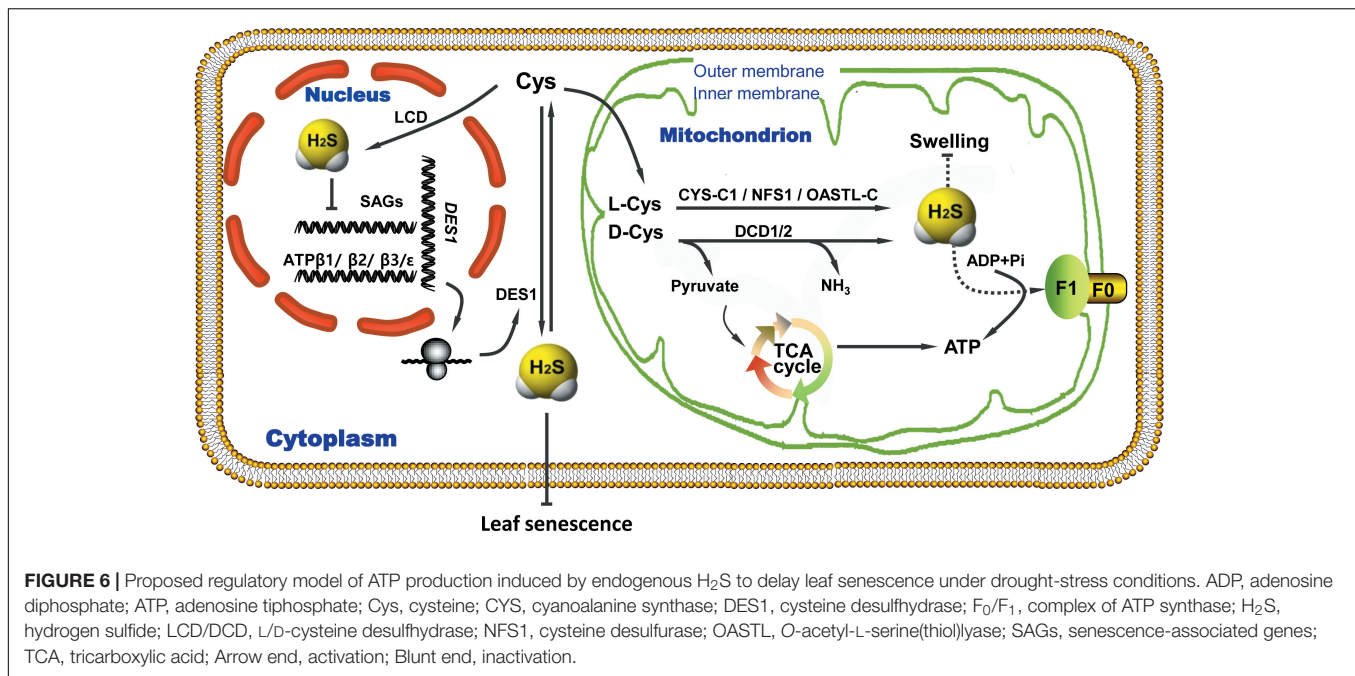 Outer membrane
Inner membrane
Nucleus
Cys
LCD
Mitochondrion
H₂S
Swelling
SAGs
DES1
L-Cys
CYS-C1 / NFS1 / OASTL-C
H₂S
D-Cys
DCD1/2
ATPβ1/ β2/ β3/ε
ADP+Pi
DES1
Pyruvate
NH₃
F1
F0
H₂S
TCA
cycle
ATP
Cytoplasm
Leaf senescence
FIGURE 6 | Proposed regulatory model of ATP production induced by endogenous H₂S to delay leaf senescence under drought-stress conditions. ADP, adenosine
diphosphate; ATP, adenosine tiphosphate; Cys, cysteine; CYS, cyanoalanine synthase; DES1, cysteine desulfhydrase; F₀/F₁, complex of ATP synthase; H₂S,
hydrogen sulfide; LCD/DCD, L/D-cysteine desulfhydrase; NFS1, cysteine desulfurase; OASTL, O-acetyl-L-serine(thiol)lyase; SAGs, senescence-associated genes;
TCA, tricarboxylic acid; Arrow end, activation; Blunt end, inactivation.